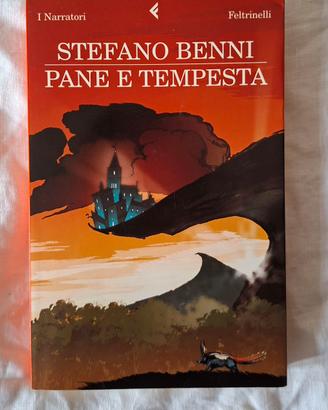 I Narratori
Feltrinelli
STEFANO BENNI
PANE E TEMPESTA